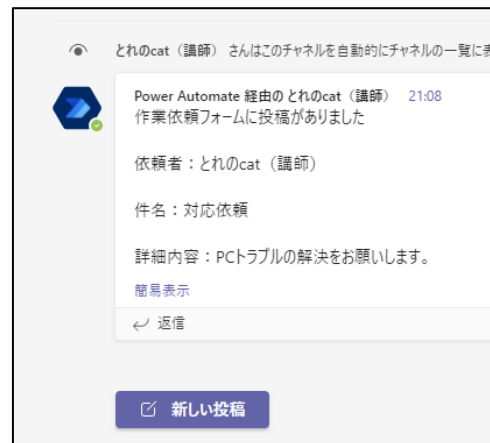 とれのcat（講師） さんはこのチャネルを自動的にチャネルの一覧に
Power Automate 経由の とれのcat（講師） 21:08
作業依頼フォームに投稿がありました
依頼者：とれのcat（講師）
件名：対応依頼
詳細内容：PCトラブルの解決をお願いします。
簡易表示
返信
新しい投稿